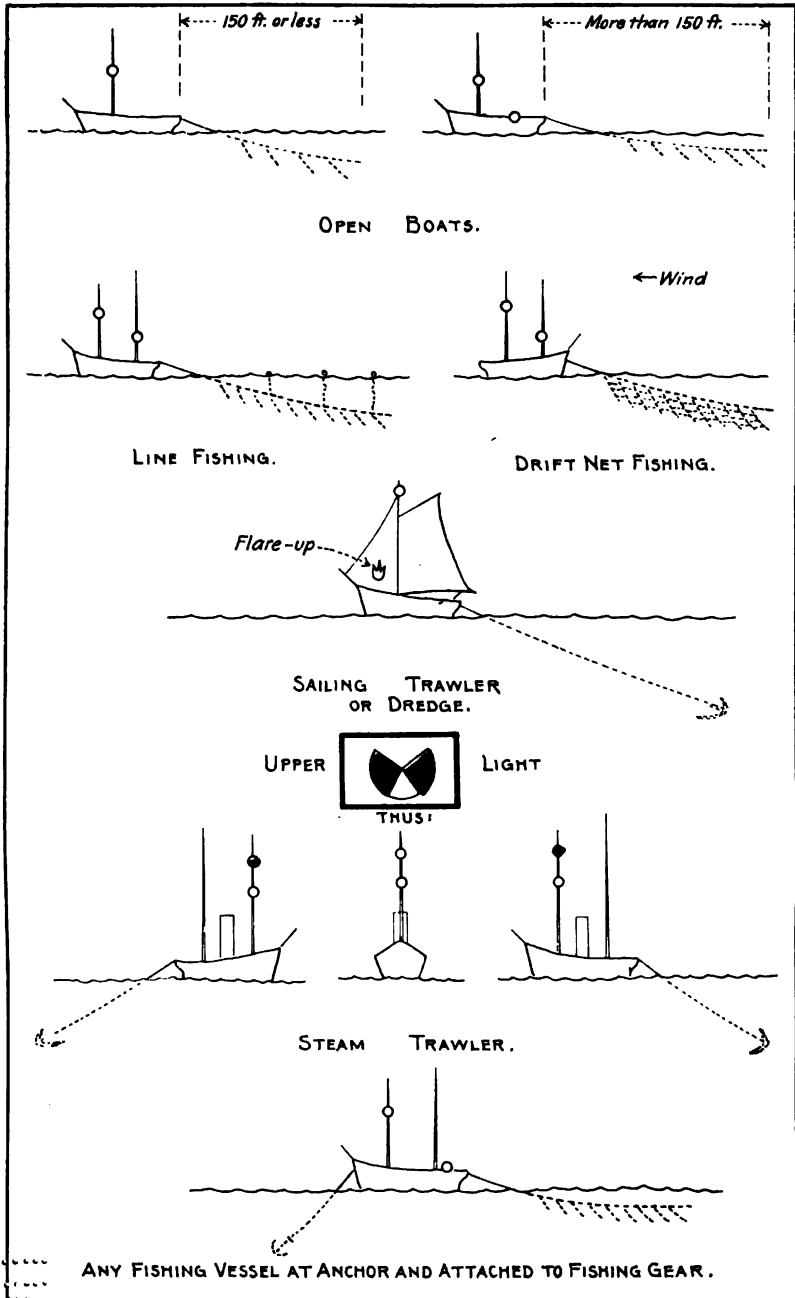 150 ft. or less
More than 150 ft.
OPEN BOATS.
←Wind
LINE FISHING.
DRIFT NET FISHING.
Flare-up
SAILING TRAWLER
OR DREDGE.
UPPER LIGHT
THUS:
STEAM TRAWLER.
ANY FISHING VESSEL AT ANCHOR AND ATTACHED TO FISHING GEAR.